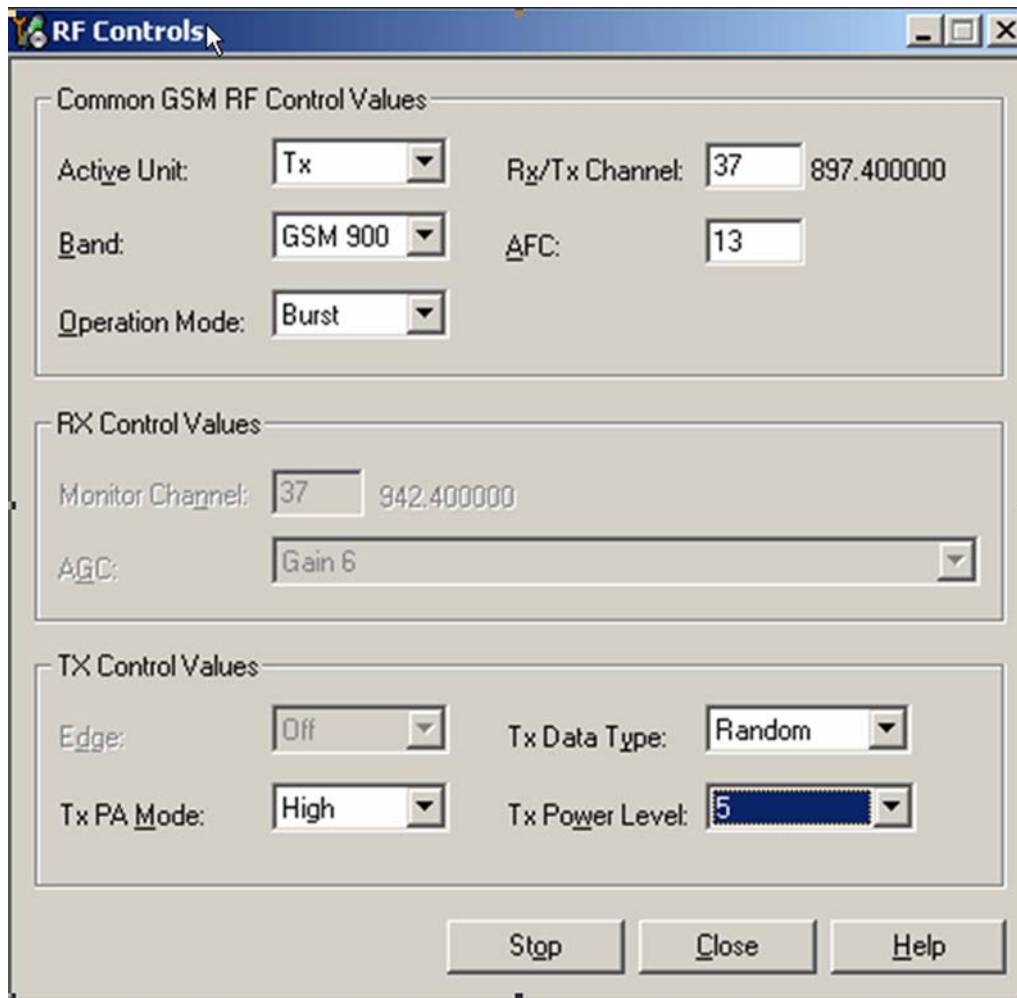 RF Controls
Common GSM RF Control Values
Active Unit: Tx Rx/Tx Channel: 37 897.400000
Band: GSM 900 AFC: 13
Operation Mode: Burst
RX Control Values
Monitor Channel: 37 942.400000
AGC: Gain 6
TX Control Values
Edge: Off Tx Data Type: Random
Tx PA Mode: High Tx Power Level: 5
Stop Close Help